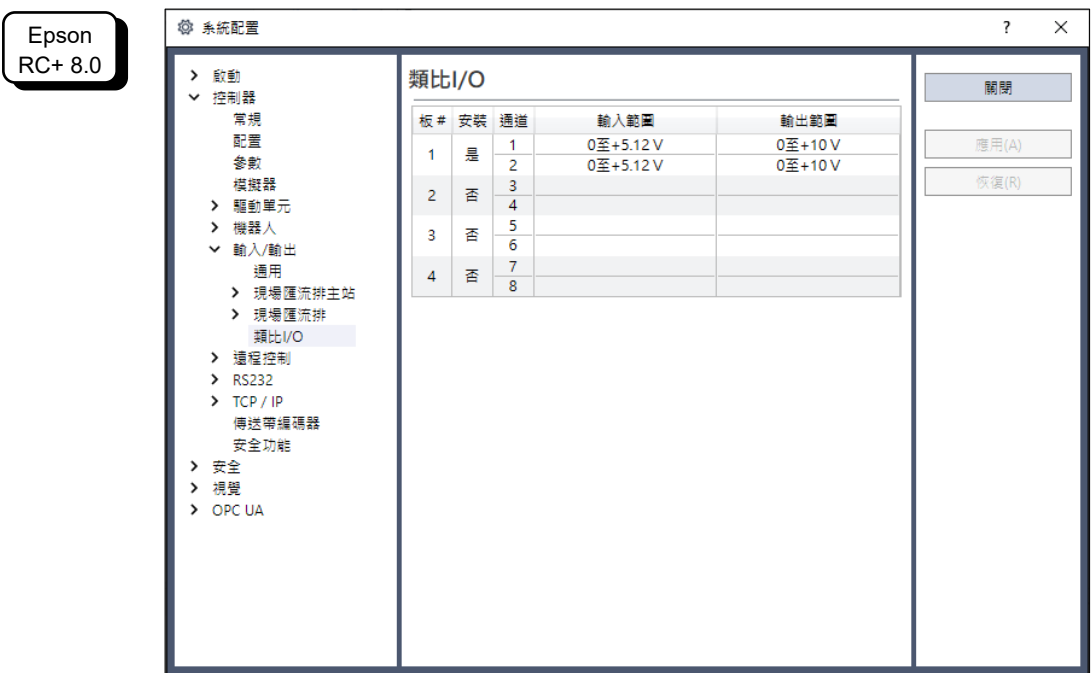 Epson
RC+ 8.0
系統配置
?
啟動
控制器
常規
配置
參數
模擬器
驅動單元
機器人
輸入/輸出
通用
現場匯流排主站
現場匯流排
類比I/O
遠程控制
RS232
TCP / IP
傳送帶編碼器
安全功能
安全
視覺
OPC UA
類比I/O
板 # 安裝 通道 輸入範圍 輸出範圍
1 是 1 0至+5.12 V 0至+10 V
2 0至+5.12 V 0至+10 V
2 否 3
4
3 否 5
6
4 否 7
8
關閉
應用(A)
恢復(R)